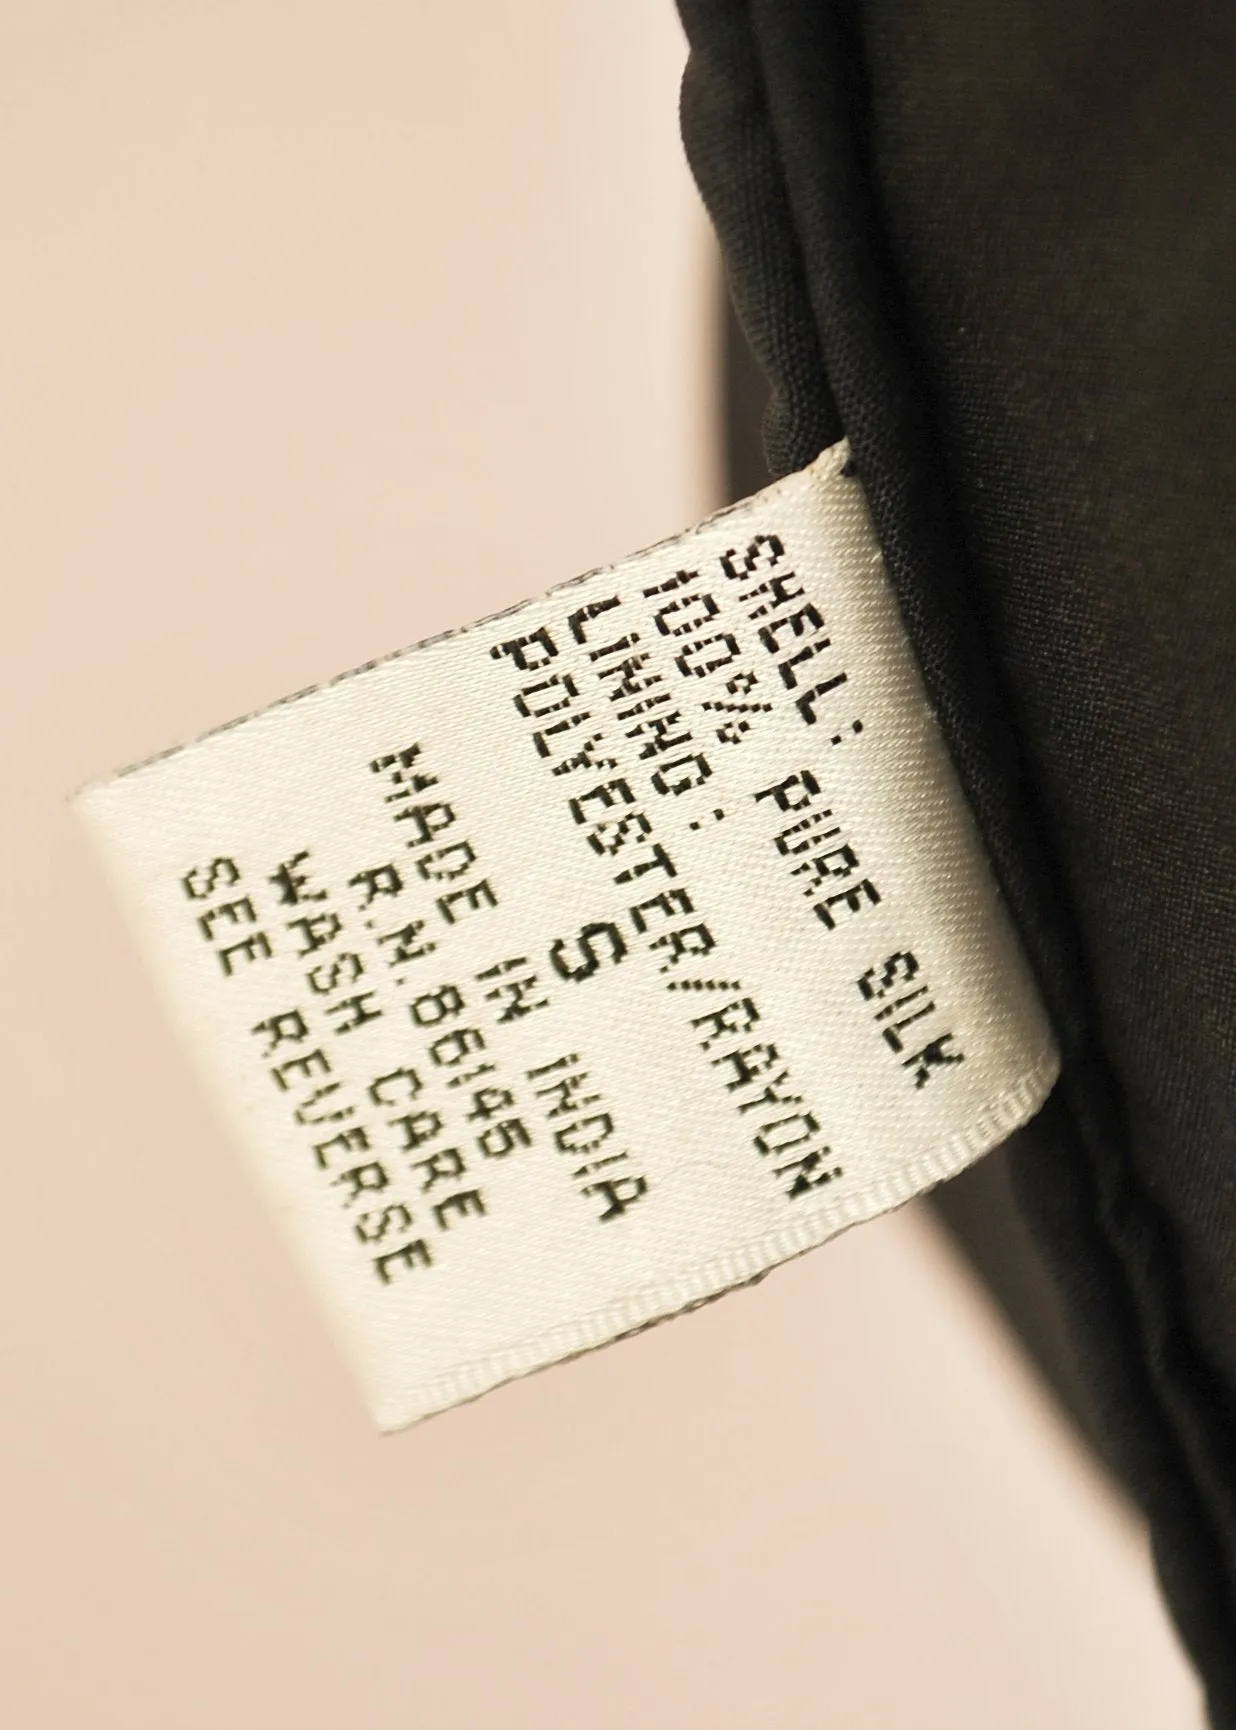 SHELL:
100% PURE SILK
LINING:
POLYESTER/RAYON
S
MADE IN INDIA
R.N.86145
WASH CARE
SEE REVERSE